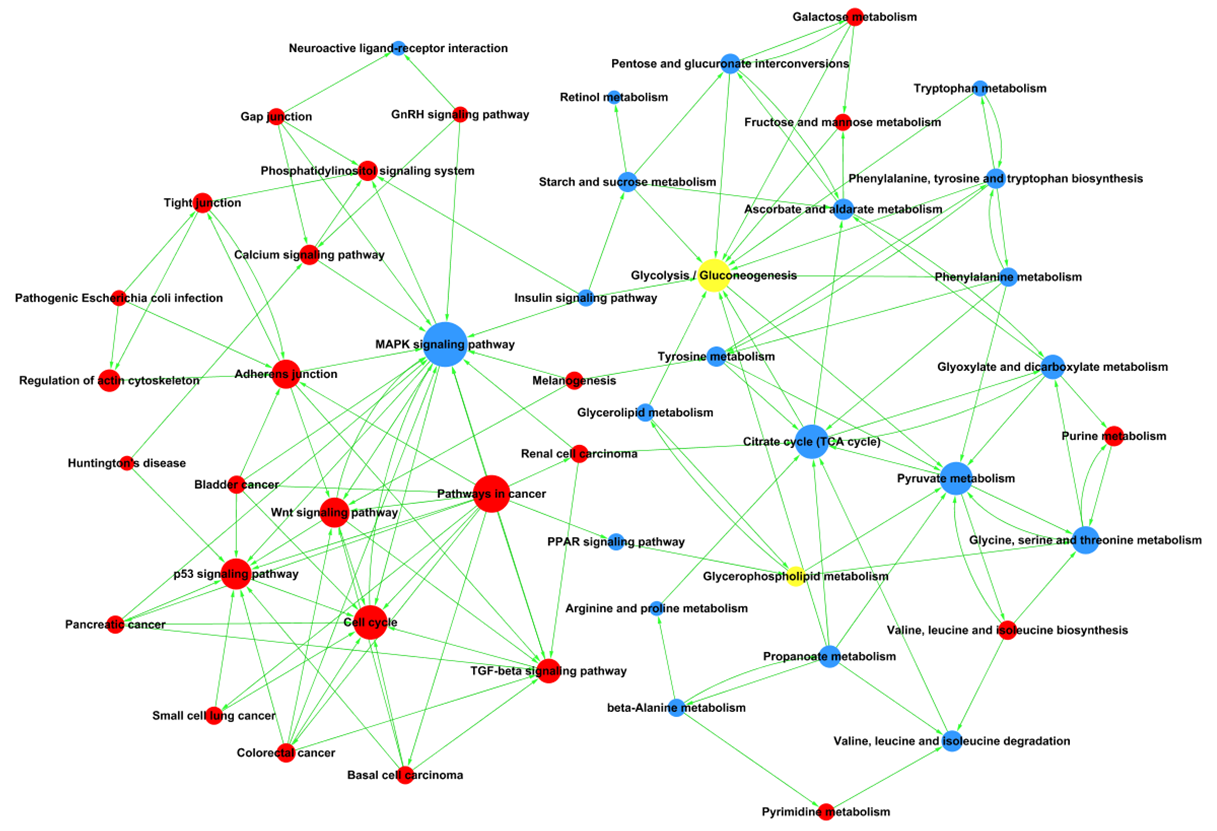 Galactose metabolism
Neuroactive ligand-receptor interaction
Pentose and glucuronate interconversions
Tryptophan metabolism
Retinol metabolism
Gap junction
GnRH signaling pathway
Fructose and mannose metabolism
Phosphatidylinositol signaling system
Phenylalanine, tyrosine and tryptophan biosynthesis
Starch and sucrose metabolism
Tight junction
Ascorbate and aldarate metabolism
Calcium signaling pathway
Glycolysis / Gluconeogenesis
Phenylalanine metabolism
Pathogenic Escherichia coli infection
Insulin signaling pathway
MAPK signaling pathway
Tyrosine metabolism
Glyoxylate and dicarboxylate metabolism
Adherens junction
Regulation of actin cytoskeleton
Melanogenesis
Glycerolipid metabolism
Purine metabolism
Citrate cycle (TCA cycle)
Renal cell carcinoma
Huntington's disease
Pyruvate metabolism
Bladder cancer
Pathways in cancer
Wnt signaling pathway
Glycine, serine and threonine metabolism
PPAR signaling pathway
p53 signaling pathway
Glycerophospholipid metabolism
Arginine and proline metabolism
Pancreatic cancer
Cell cycle
Valine, leucine and isoleucine biosynthesis
Propanoate metabolism
TGF-beta signaling pathway
beta-Alanine metabolism
Small cell lung cancer
Valine, leucine and isoleucine degradation
Colorectal cancer
Basal cell carcinoma
Pyrimidine metabolism